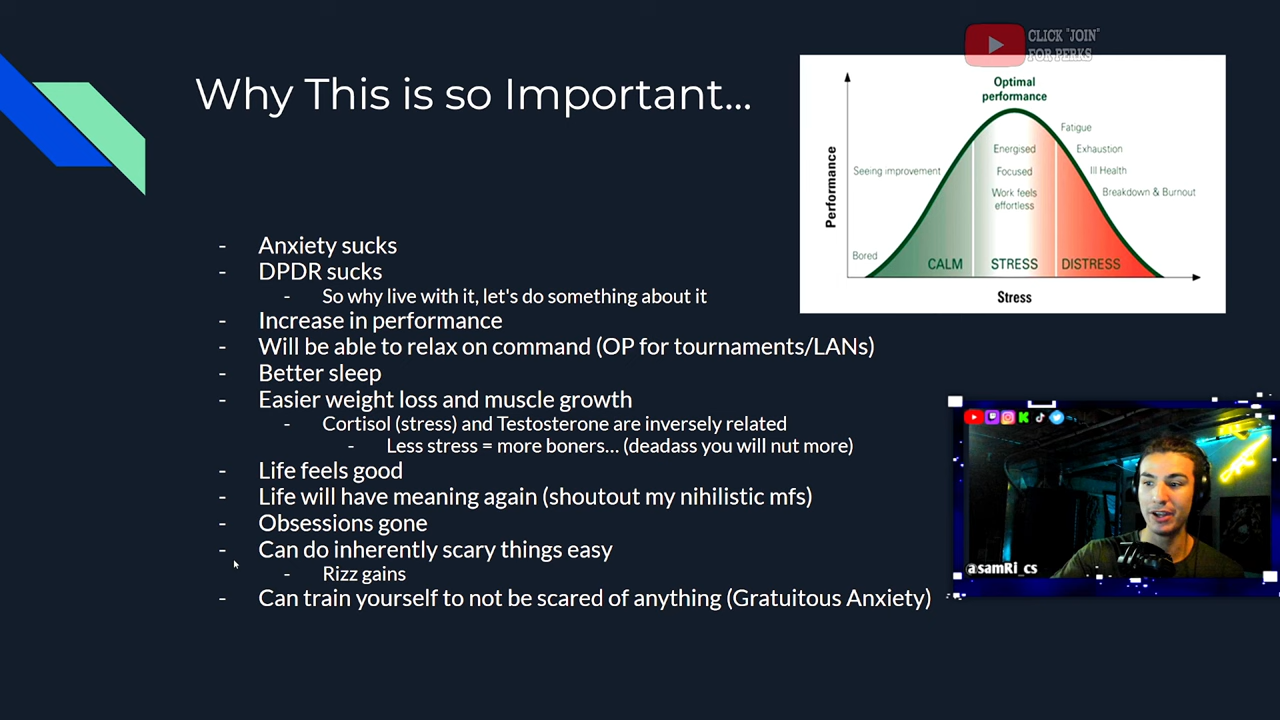 CLICK "JOIN"
FOR PERKS
Why This is so Important...
- Anxiety sucks
- DPDR sucks
- So why live with it, let's do something about it
- Increase in performance
- Will be able to relax on command (OP for tournaments/LANs)
- Better sleep
- Easier weight loss and muscle growth
- Cortisol (stress) and Testosterone are inversely related
- Less stress = more boners... (deadass you will nut more)
- Life feels good
- Life will have meaning again (shoutout my nihilistic mfs)
- Obsessions gone
- Can do inherently scary things easy
- Rizz gains
- Can train yourself to not be scared of anything (Gratuitous Anxiety)
Optimal
performance
Performance
Fatigue
Energised
Exhaustion
Seeing improvement
Focused
Ill Health
Work feels
effortless
Breakdown & Burnout
Bored
CALM
STRESS
DISTRESS
Stress
@samRi_cs